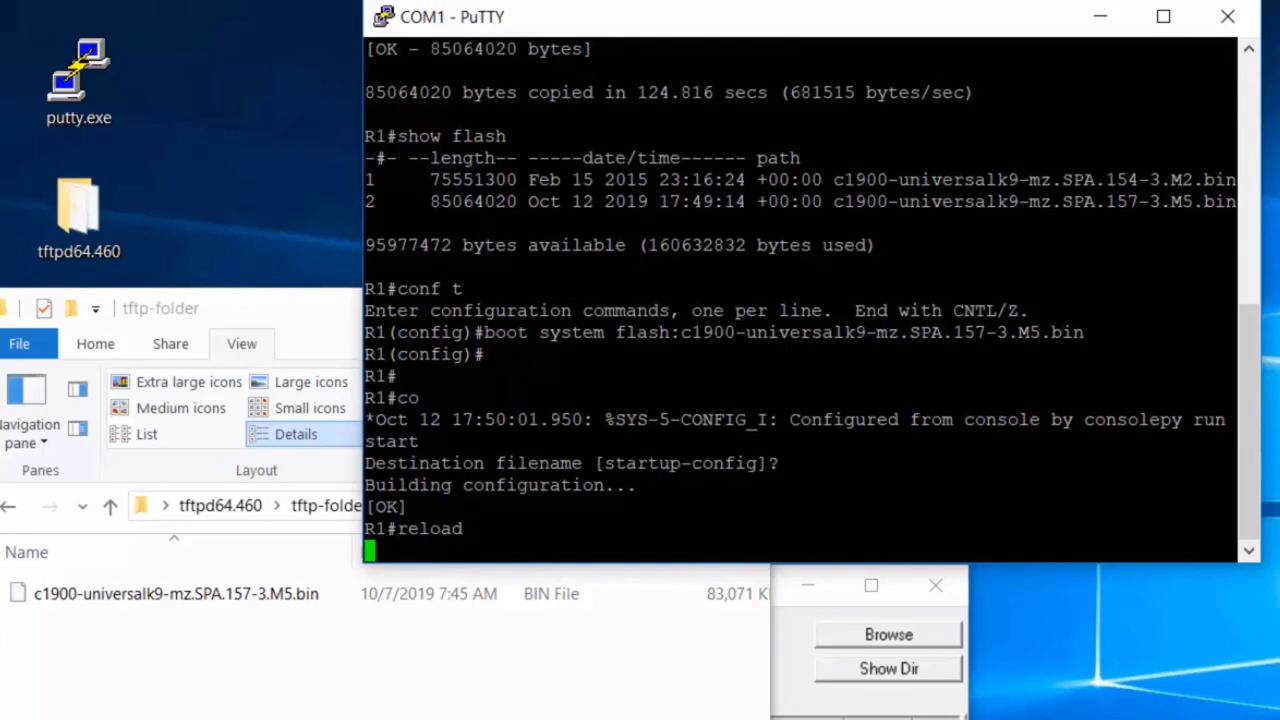 COM1 - PuTTY
[OK - 85064020 bytes]
85064020 bytes copied in 124.816 secs (681515 bytes/sec)
R1#show flash
-#- --length-- -----date/time------ path
1 75551300 Feb 15 2015 23:16:24 +00:00 c1900-universalk9-mz.SPA.154-3.M2.bin
2 85064020 Oct 12 2019 17:49:14 +00:00 c1900-universalk9-mz.SPA.157-3.M5.bin
95977472 bytes available (160632832 bytes used)
R1#conf t
Enter configuration commands, one per line. End with CNTL/Z.
R1(config)#boot system flash:c1900-universalk9-mz.SPA.157-3.M5.bin
R1(config)#
R1#
R1#co
*Oct 12 17:50:01.950: %SYS-5-CONFIG_I: Configured from console by consolepy run
start
Destination filename [startup-config]?
Building configuration...
[OK]
R1#reload
putty.exe
tftpd64.460
tftp-folder
File Home Share View
Navigation pane
Extra large icons Large icons
Medium icons Small icons
List Details
Panes Layout
tftpd64.460 tftp-folde
Name
c1900-universalk9-mz.SPA.157-3.M5.bin 10/7/2019 7:45 AM BIN File 83,071 K
Browse
Show Dir